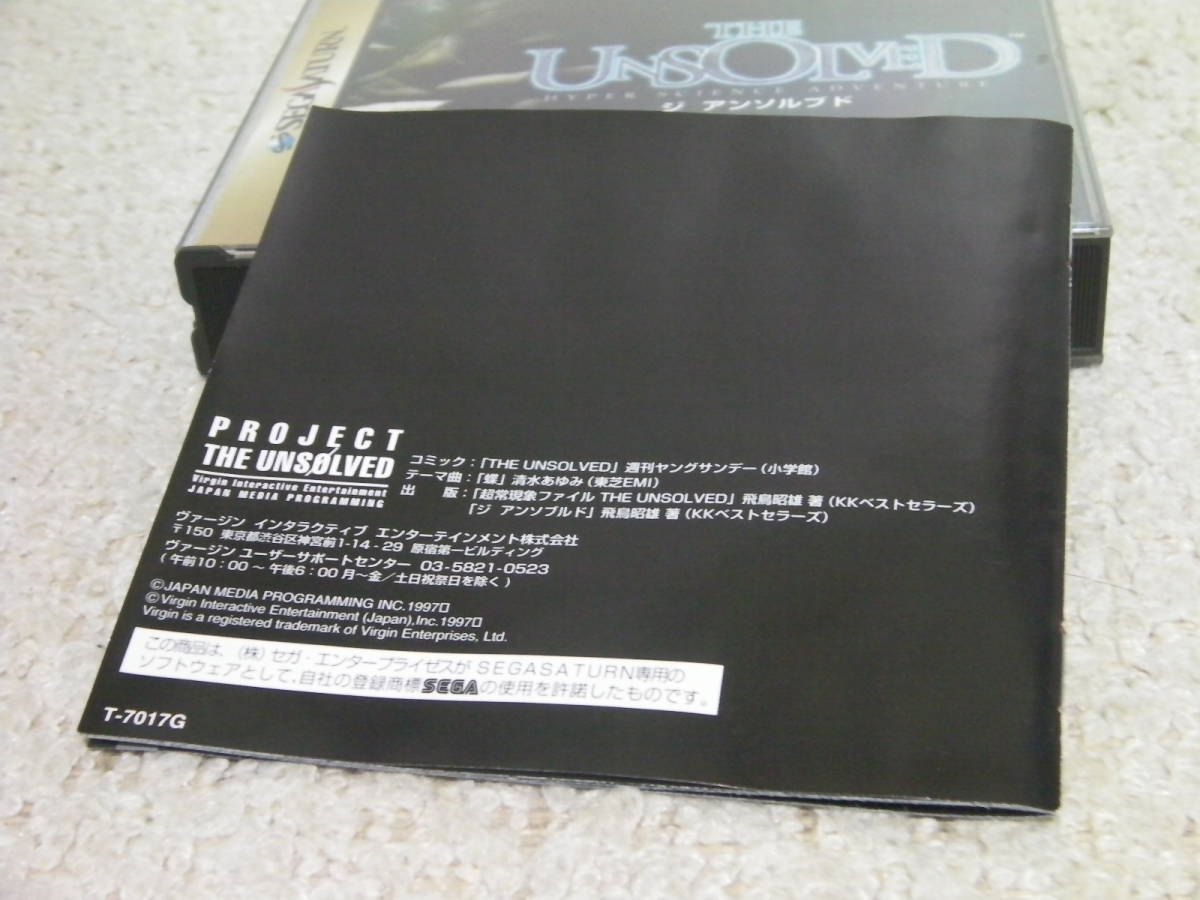 SEGASATURN
THE
UNSOLVED™
HYPER SCIENCE ADVENTURE
ジ アンソルブド
PROJECT
THE UNSØLVED
Virgin Interactive Entertainment
JAPAN MEDIA PROGRAMMING
コミック:「THE UNSOLVED」週刊ヤングサンデー(小学館)
テーマ曲:「蝶」清水あゆみ(東芝EMI)
出　版:「超常現象ファイル THE UNSOLVED」飛鳥昭雄 著(KKベストセラーズ)
「ジ アンソブルド」飛鳥昭雄 著(KKベストセラーズ)
ヴァージン インタラクティブ エンターテインメント株式会社
〒150 東京都渋谷区神宮前1-14-29 原宿第一ビルディング
ヴァージン ユーザーサポートセンター 03-5821-0523
(午前10:00〜午後6:00 月〜金/土日祝祭日を除く)
©JAPAN MEDIA PROGRAMMING INC.1997▯
©Virgin Interactive Entertainment (Japan),Inc.1997▯
Virgin is a registered trademark of Virgin Enterprises, Ltd.
この商品は、(株)セガ・エンタープライゼスがSEGASATURN専用の
ソフトウェアとして、自社の登録商標SEGAの使用を許諾したものです。
T-7017G